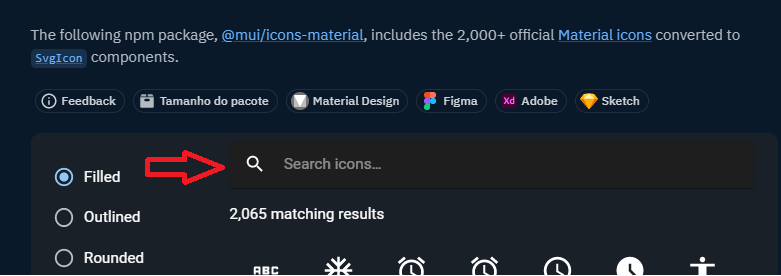 The following npm package, @mui/icons-material, includes the 2,000+ official Material icons converted to
SvgIcon components.
Feedback Tamanho do pacote Material Design Figma Xd Adobe Sketch
Filled
Search icons...
Outlined
2,065 matching results
Rounded
ABC